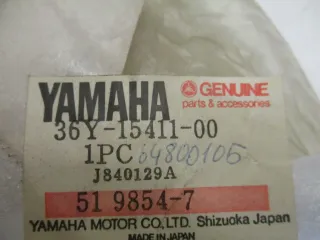 YAMAHA GENUINE
parts & accessories
36Y-15411-00
1PC 64800105
J840129A
51 9854-7
YAMAHA MOTOR CO., LTD. Shizuoka Japan
MADE IN JAPAN